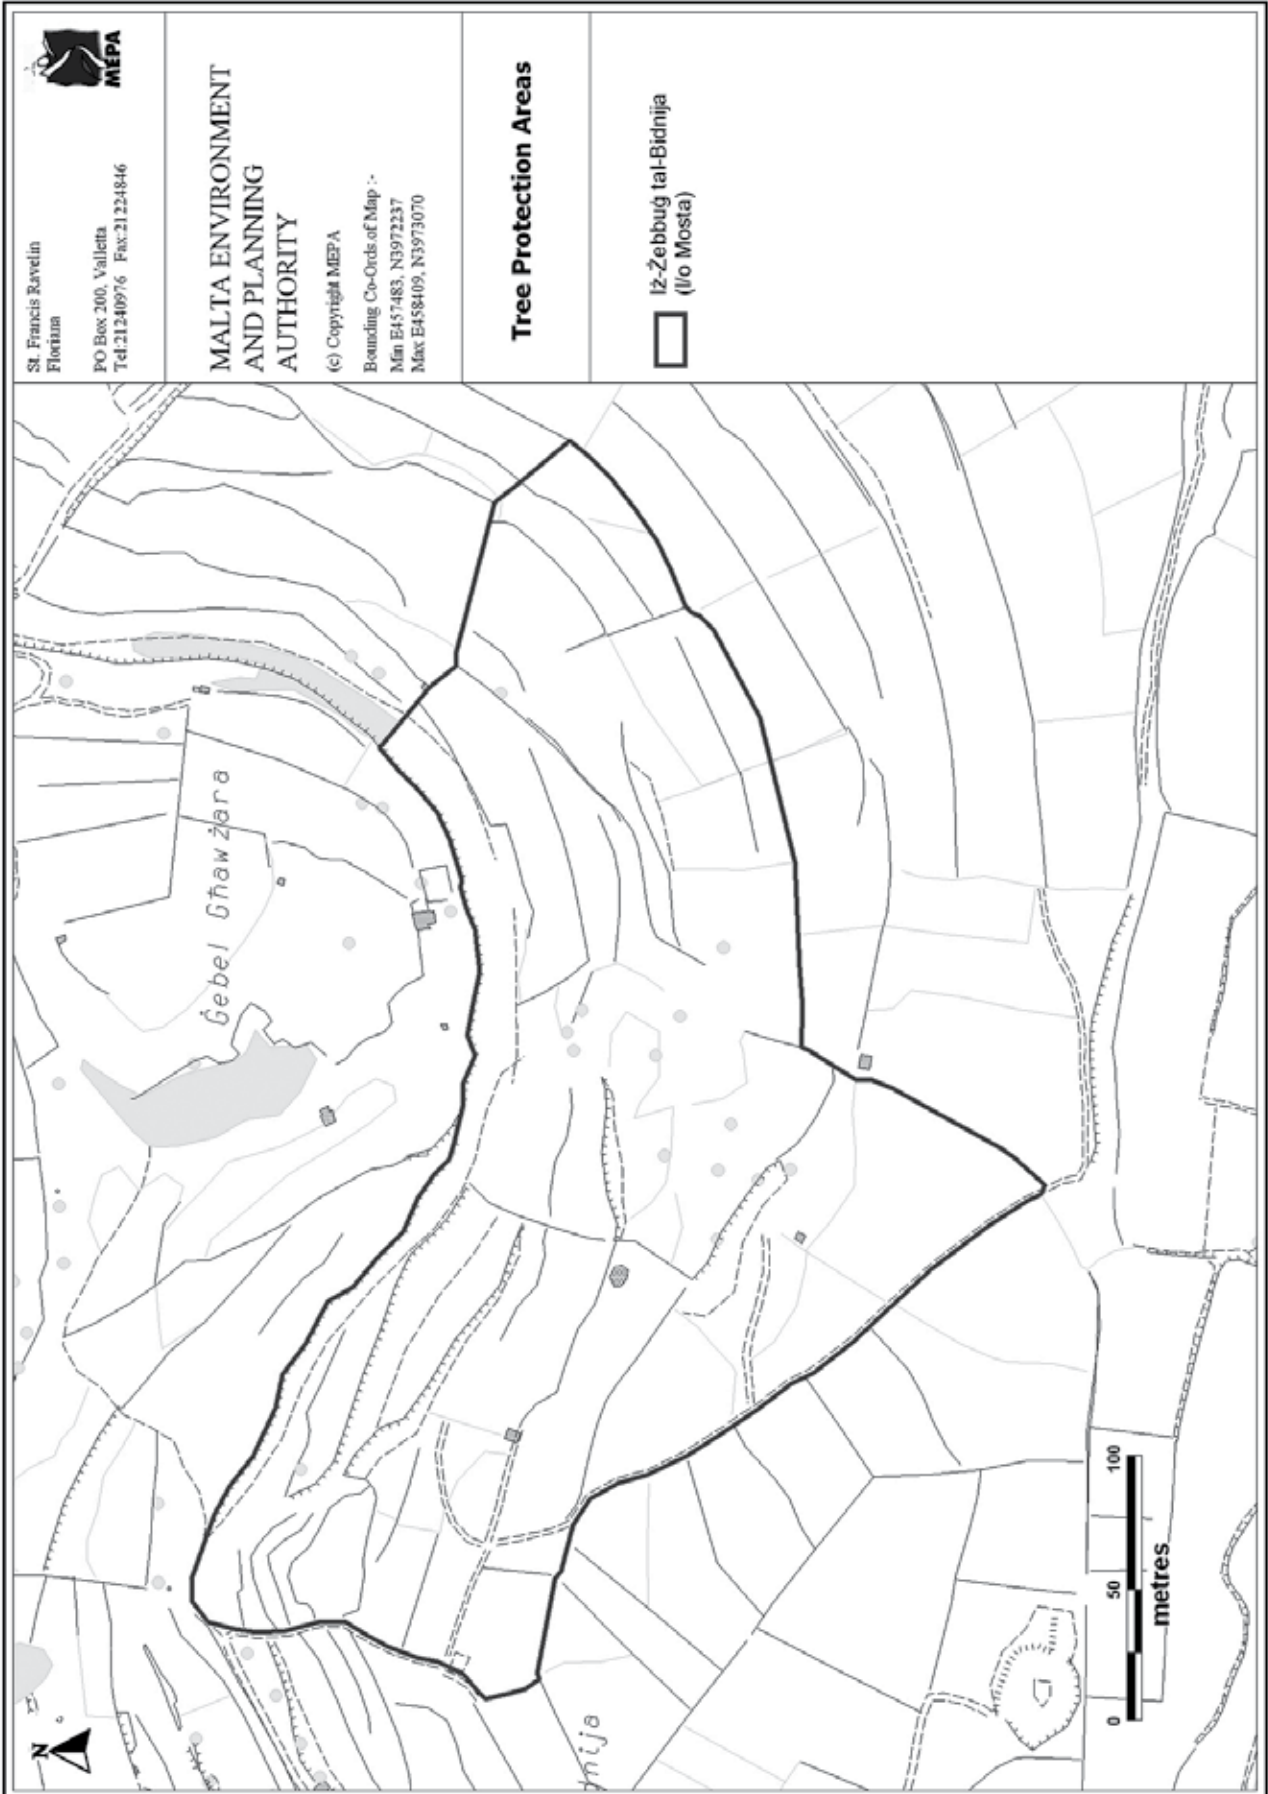 MEPA
St. Francis Ravelin
Floriana
PO Box 200, Valletta
Tel:21240976 Fax:21224846
MALTA ENVIRONMENT
AND PLANNING
AUTHORITY
(c) Copyright MEPA
Bounding Co-Ords of Map :-
Min E457483, N3972237
Max E458409, N3973070
Tree Protection Areas
Iż-Żebbuġ tal-Bidnija
(l/o Mosta)
Ġebel Għawżara
nija
N
0 50 100
metres